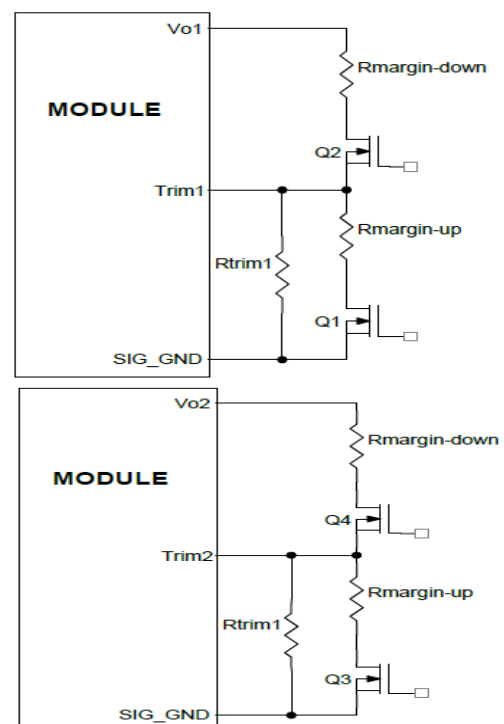 Vo1
Rmargin-down
MODULE
Q2
Trim1
Rmargin-up
Rtrim1
Q1
SIG_GND
Vo2
Rmargin-down
MODULE
Q4
Trim2
Rmargin-up
Rtrim1
Q3
SIG_GND